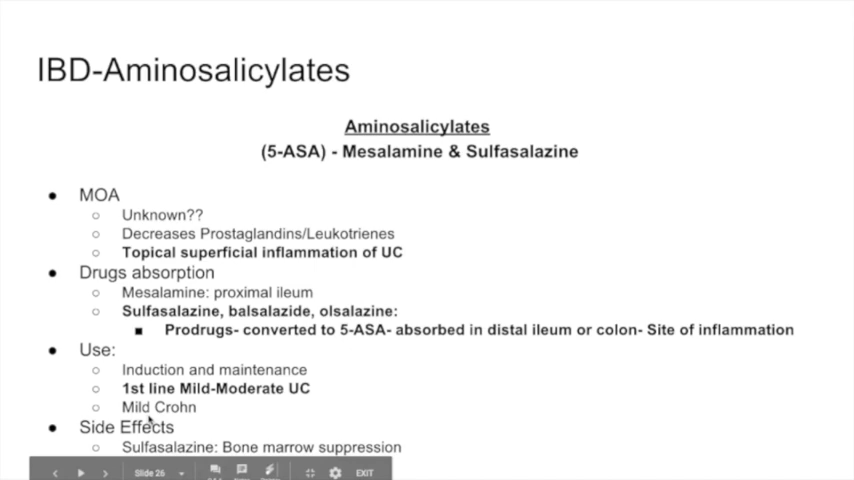 IBD-Aminosalicylates
Aminosalicylates
(5-ASA) - Mesalamine & Sulfasalazine
● MOA
○ Unknown??
○ Decreases Prostaglandins/Leukotrienes
○ Topical superficial inflammation of UC
● Drugs absorption
○ Mesalamine: proximal ileum
○ Sulfasalazine, balsalazide, olsalazine:
■ Prodrugs- converted to 5-ASA- absorbed in distal ileum or colon- Site of inflammation
● Use:
○ Induction and maintenance
○ 1st line Mild-Moderate UC
○ Mild Crohn
● Side Effects
○ Sulfasalazine: Bone marrow suppression
Slide 26 EXIT